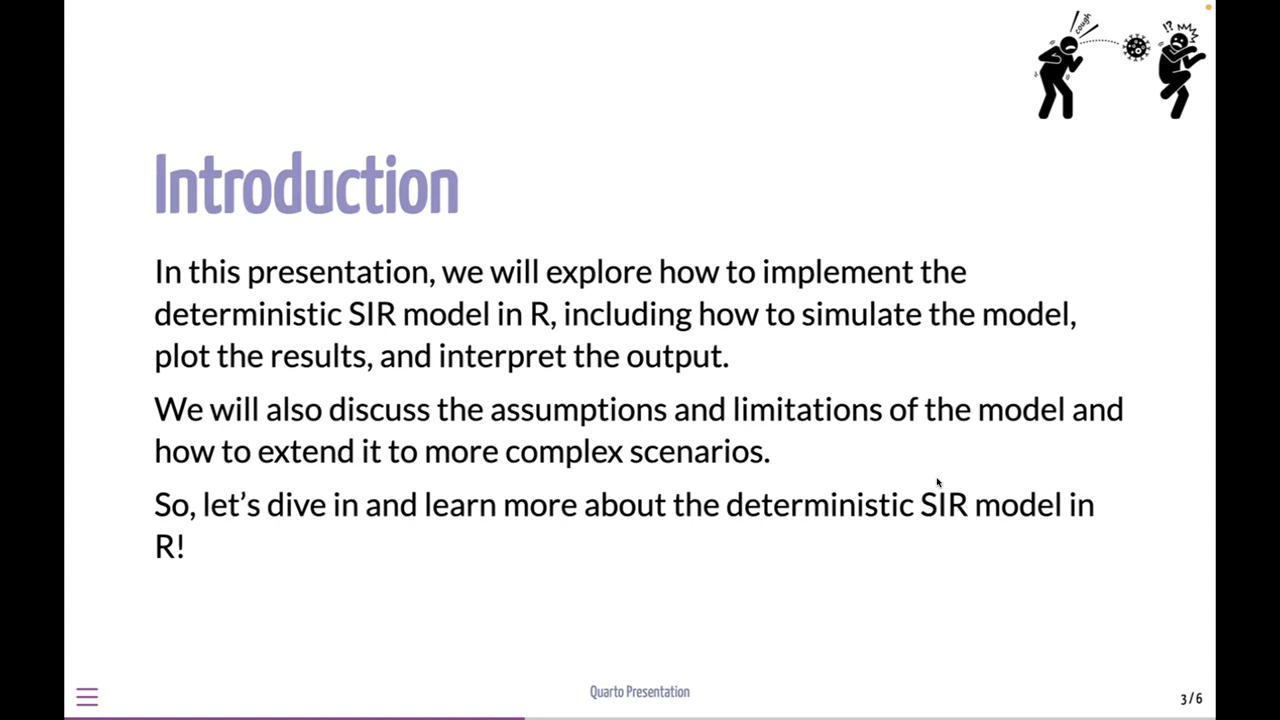 cough
!?
Introduction
In this presentation, we will explore how to implement the
deterministic SIR model in R, including how to simulate the model,
plot the results, and interpret the output.
We will also discuss the assumptions and limitations of the model and
how to extend it to more complex scenarios.
So, let’s dive in and learn more about the deterministic SIR model in
R!
Quarto Presentation
3 / 6